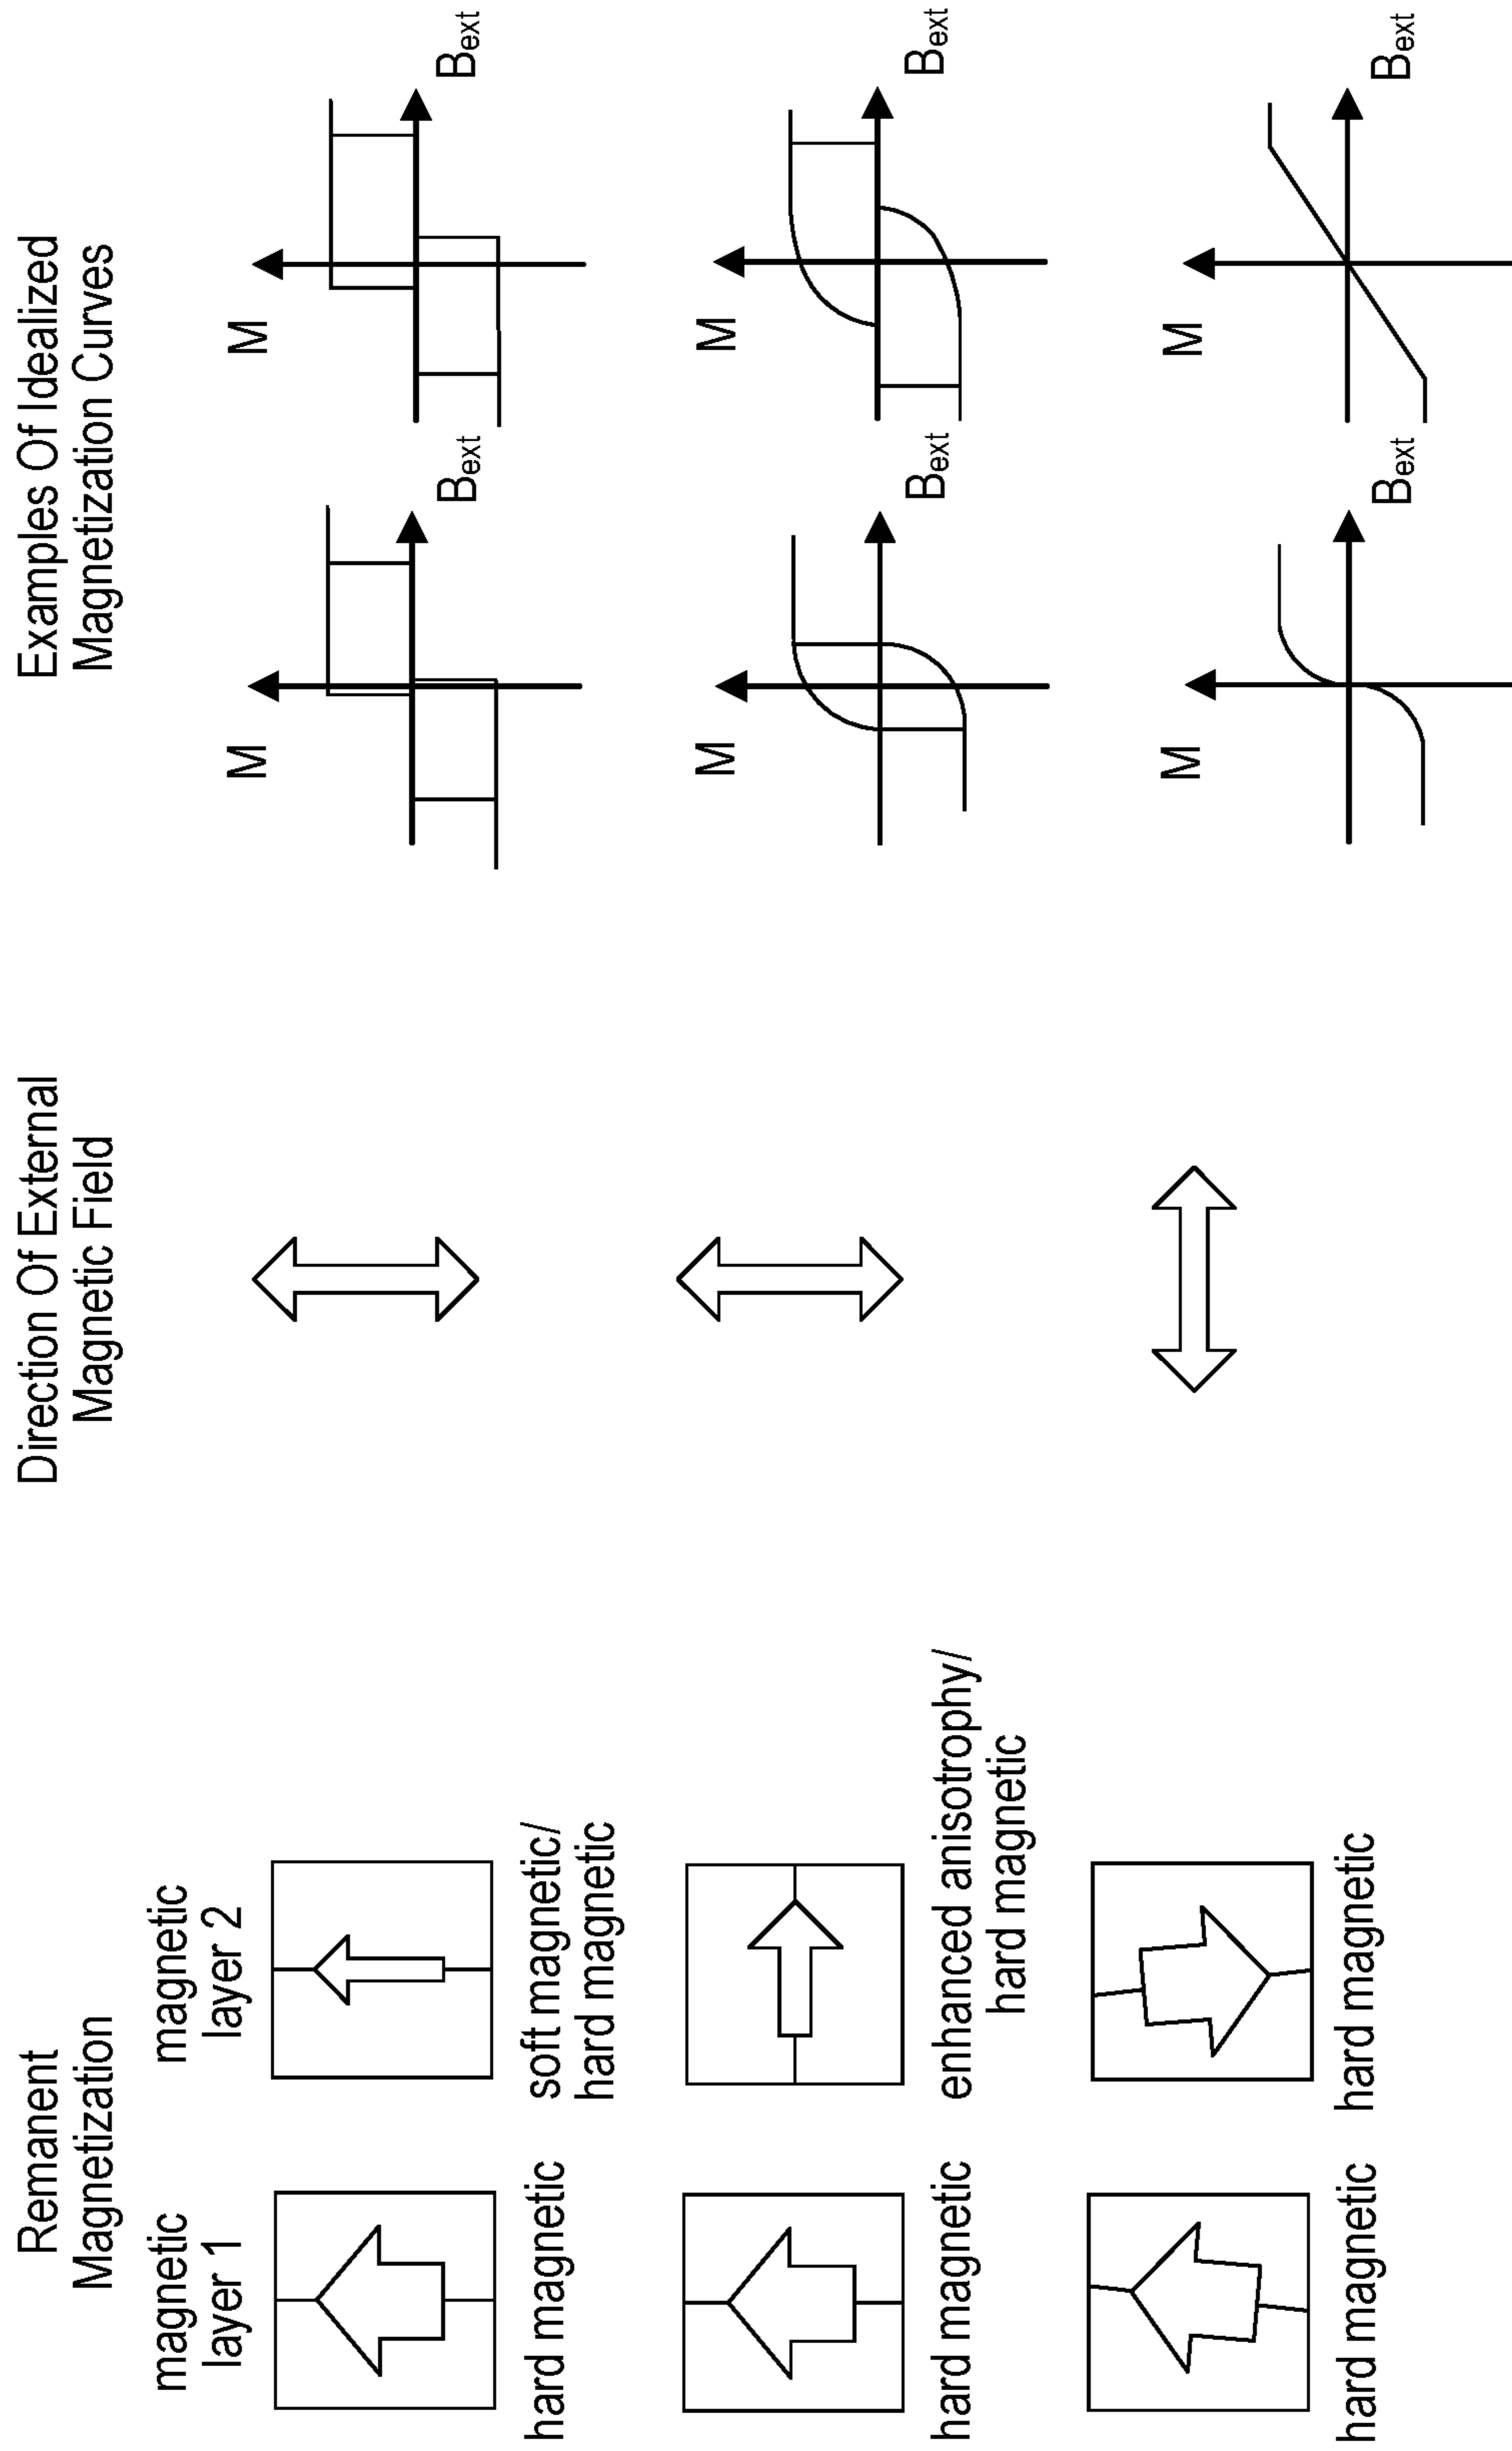 Remanent
Magnetization
Direction Of External
Magnetic Field
Examples Of Idealized
Magnetization Curves
magnetic
layer 1
magnetic
layer 2
hard magnetic
soft magnetic/
hard magnetic
M
Bext
M
Bext
hard magnetic
enhanced anisotropy/
hard magnetic
M
Bext
M
Bext
hard magnetic
hard magnetic
M
Bext
M
Bext